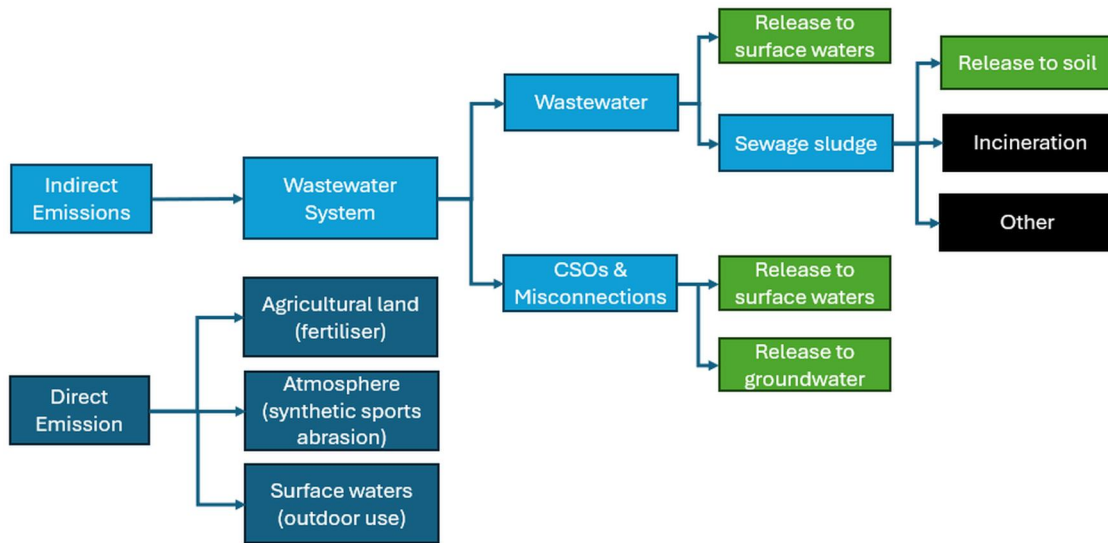 Indirect
Emissions
Wastewater
System
Wastewater
Release to
surface waters
Sewage sludge
Release to soil
Incineration
Other
CSOs &
Misconnections
Release to
surface waters
Release to
groundwater
Direct
Emission
Agricultural land
(fertiliser)
Atmosphere
(synthetic sports
abrasion)
Surface waters
(outdoor use)